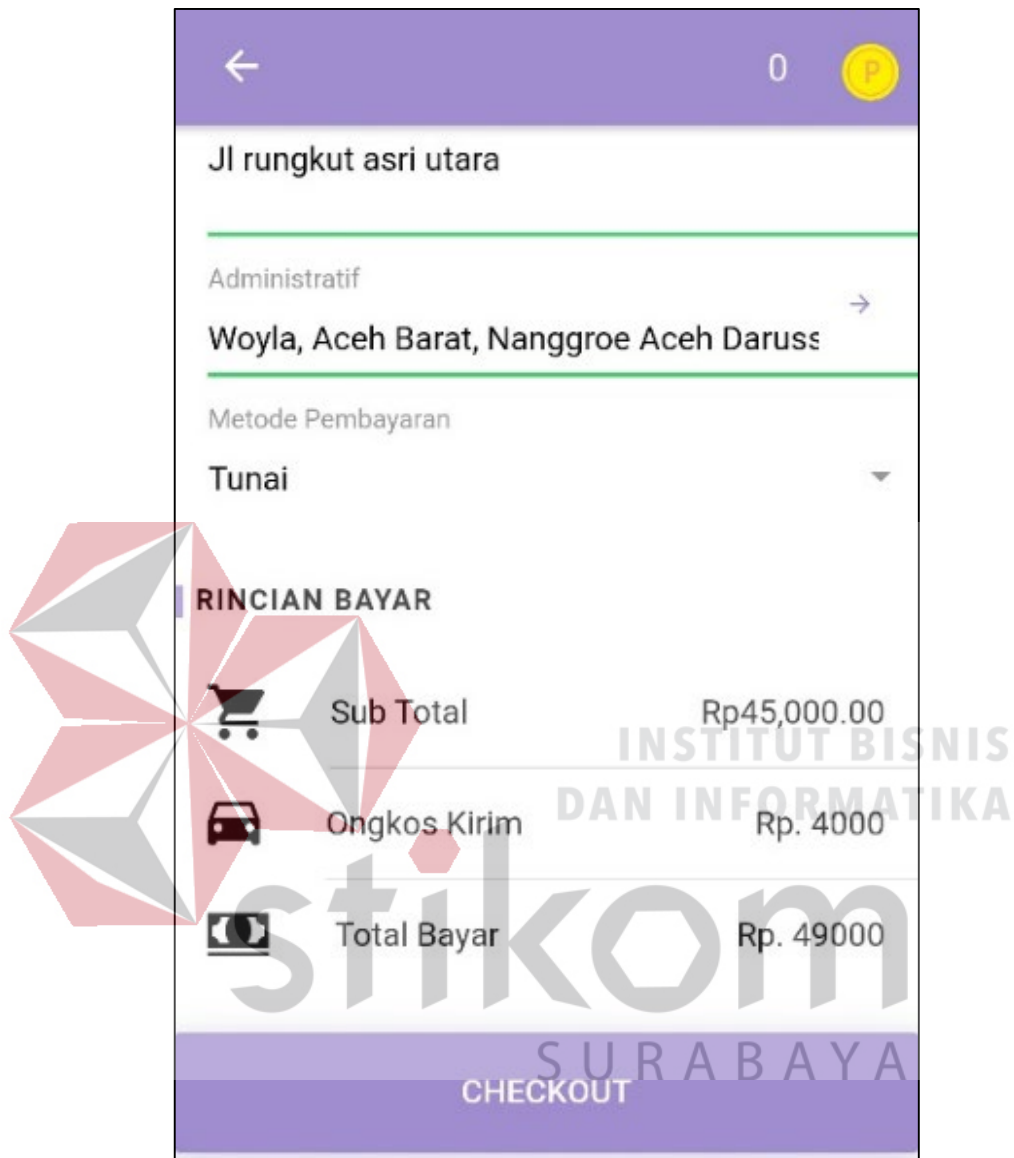 0 P
Jl rungkut asri utara
Administratif
Woyla, Aceh Barat, Nanggroe Aceh Daruss
Metode Pembayaran
Tunai
RINCIAN BAYAR
Sub Total Rp45,000.00
INSTITUT BISNIS
DAN INFORMATIKA
Ongkos Kirim Rp. 4000
stikom
Total Bayar Rp. 49000
SURABAYA
CHECKOUT